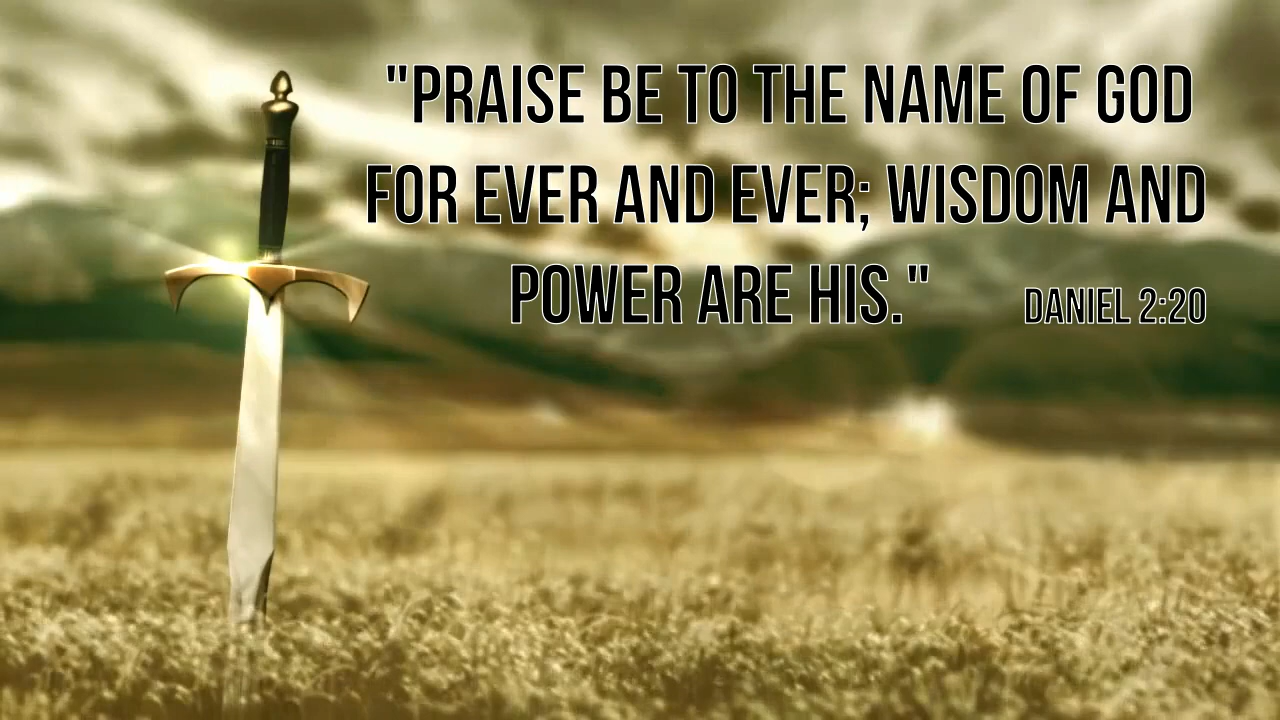 "PRAISE BE TO THE NAME OF GOD
FOR EVER AND EVER; WISDOM AND
POWER ARE HIS."
DANIEL 2:20